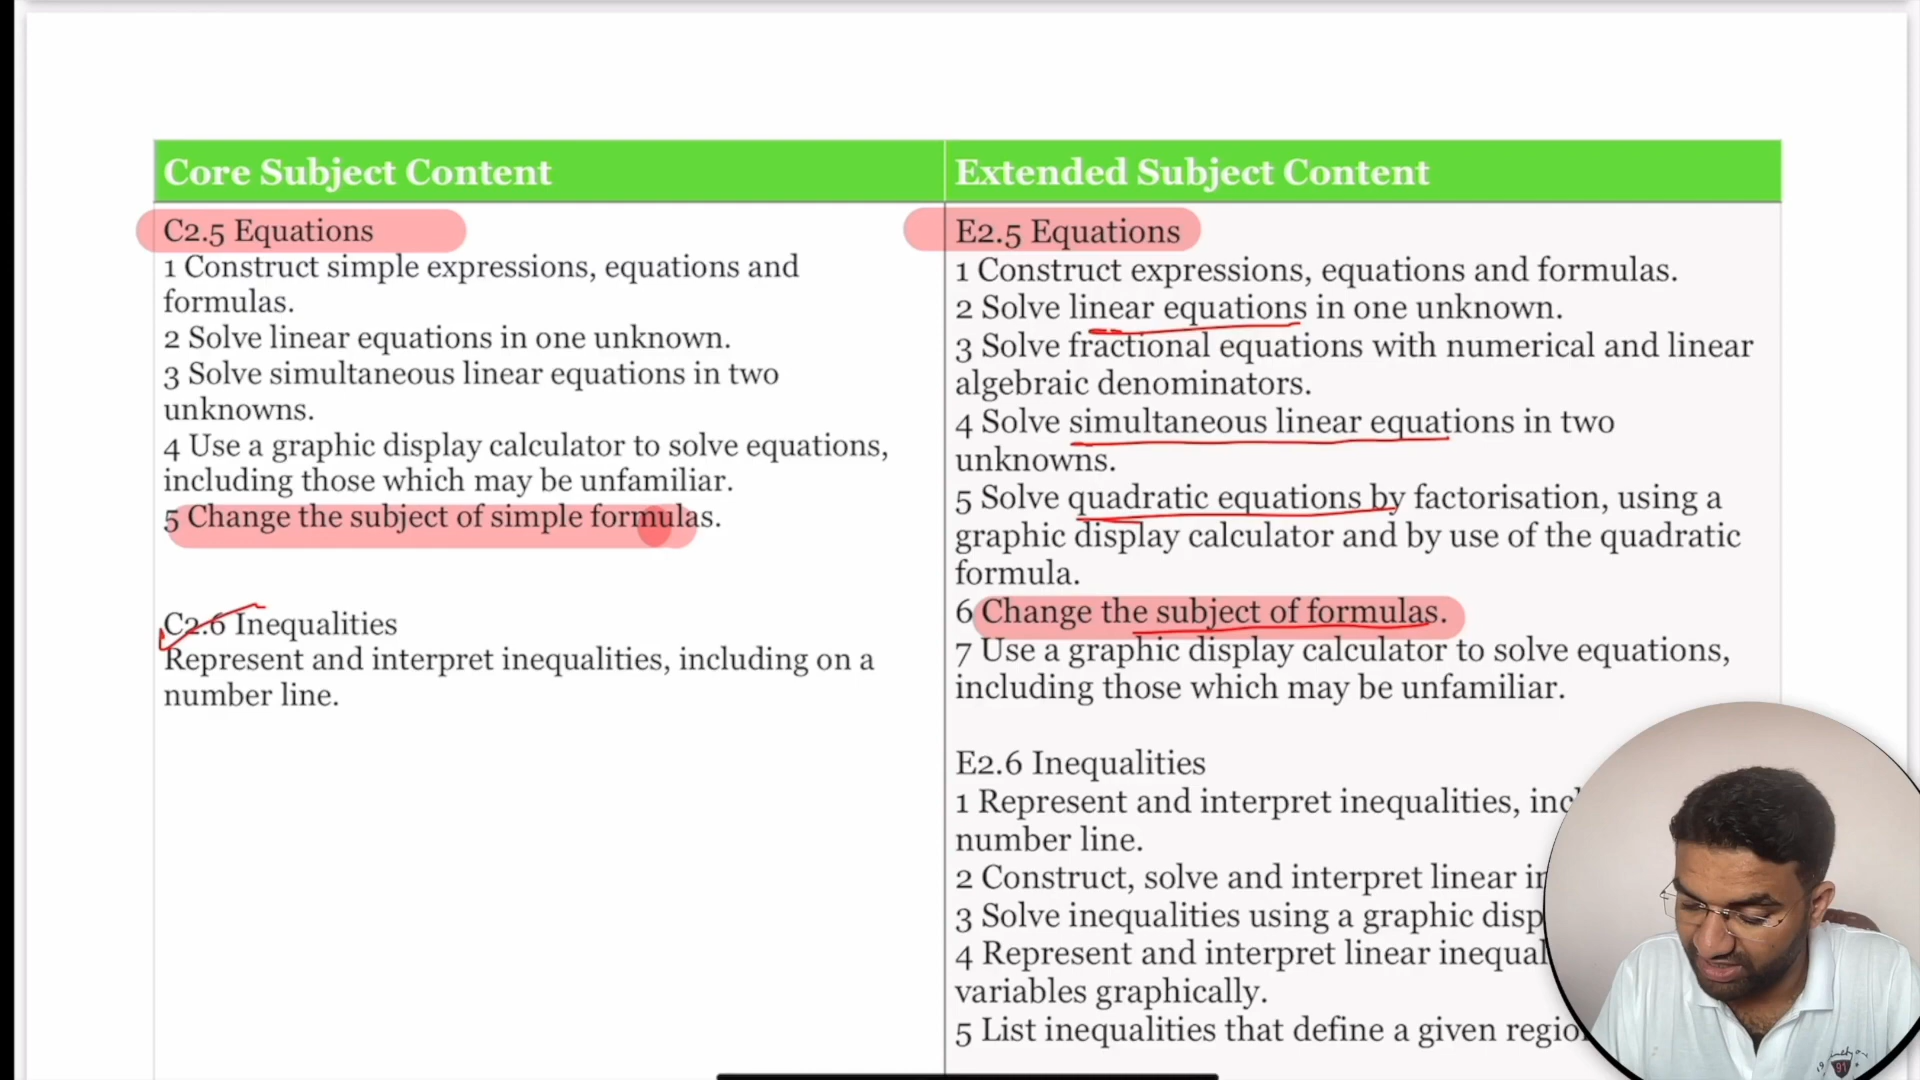 Core Subject Content
Extended Subject Content
C2.5 Equations
1 Construct simple expressions, equations and
formulas.
2 Solve linear equations in one unknown.
3 Solve simultaneous linear equations in two
unknowns.
4 Use a graphic display calculator to solve equations,
including those which may be unfamiliar.
5 Change the subject of simple formulas.
C2.6 Inequalities
Represent and interpret inequalities, including on a
number line.
E2.5 Equations
1 Construct expressions, equations and formulas.
2 Solve linear equations in one unknown.
3 Solve fractional equations with numerical and linear
algebraic denominators.
4 Solve simultaneous linear equations in two
unknowns.
5 Solve quadratic equations by factorisation, using a
graphic display calculator and by use of the quadratic
formula.
6 Change the subject of formulas.
7 Use a graphic display calculator to solve equations,
including those which may be unfamiliar.
E2.6 Inequalities
1 Represent and interpret inequalities,
number line.
2 Construct, solve and interpret linear
3 Solve inequalities using a graphic
4 Represent and interpret linear
variables graphically.
5 List inequalities that define a given
91